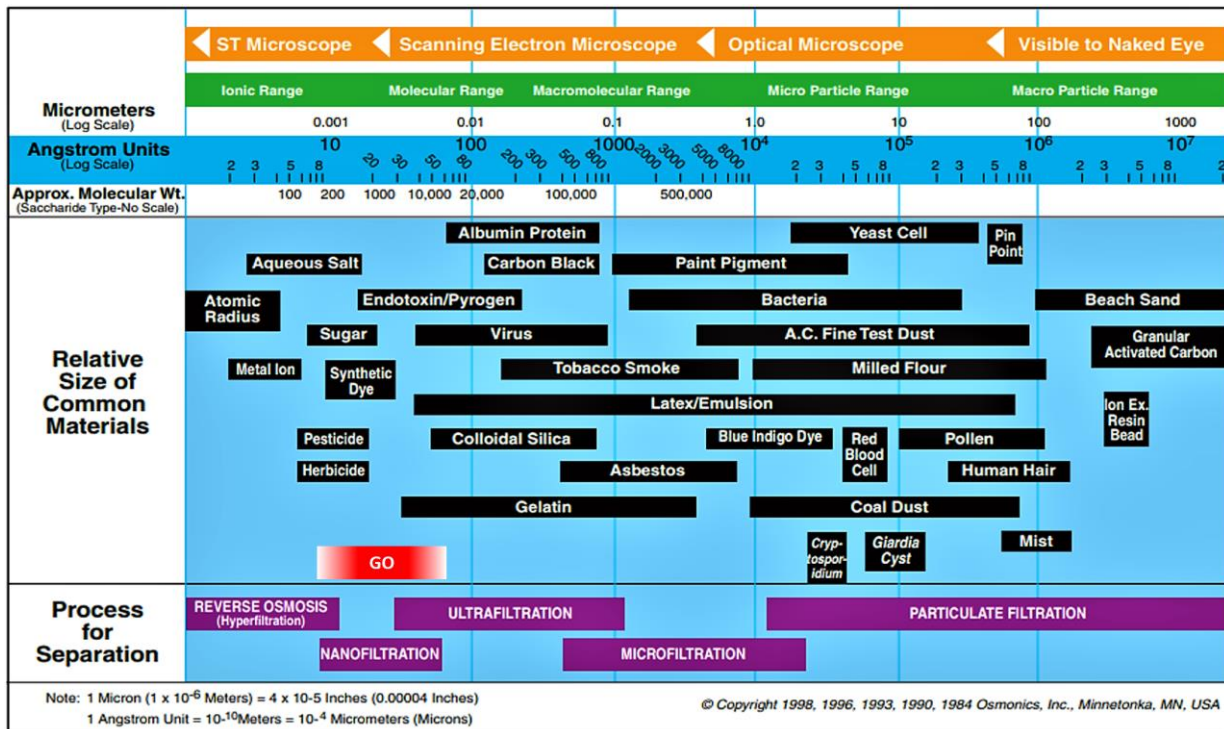 ST Microscope Scanning Electron Microscope Optical Microscope Visible to Naked Eye
Ionic Range Molecular Range Macromolecular Range Micro Particle Range Macro Particle Range
Micrometers
(Log Scale)
0.001 0.01 0.1 1.0 10 100 1000
Angstrom Units
(Log Scale)
10 100 1000 10⁴ 10⁵ 10⁶ 10⁷
2 3 5 8 20 30 50 80 200 300 500 800 2000 3000 5000 8000 2 3 5 8 2 3 5 8 2 3 5 8 2
Approx. Molecular Wt.
(Saccharide Type-No Scale)
100 200 1000 10,000 20,000 100,000 500,000
Relative
Size of
Common
Materials
Albumin Protein Yeast Cell
Pin
Point
Aqueous Salt Carbon Black Paint Pigment
Atomic
Radius
Endotoxin/Pyrogen Bacteria Beach Sand
Sugar Virus A.C. Fine Test Dust
Granular
Activated Carbon
Metal Ion
Synthetic
Dye
Tobacco Smoke Milled Flour
Latex/Emulsion
Ion Ex.
Resin
Bead
Pesticide Colloidal Silica Blue Indigo Dye
Red
Blood
Cell
Pollen
Herbicide Asbestos Human Hair
Gelatin Coal Dust
GO
Cryp-
tospor-
idium
Giardia
Cyst
Mist
Process
for
Separation
REVERSE OSMOSIS
(Hyperfiltration)
ULTRAFILTRATION PARTICULATE FILTRATION
NANOFILTRATION MICROFILTRATION
Note: 1 Micron (1 x 10⁻⁶ Meters) = 4 x 10-5 Inches (0.00004 Inches)
1 Angstrom Unit = 10⁻¹⁰Meters = 10⁻⁴ Micrometers (Microns)
© Copyright 1998, 1996, 1993, 1990, 1984 Osmonics, Inc., Minnetonka, MN, USA